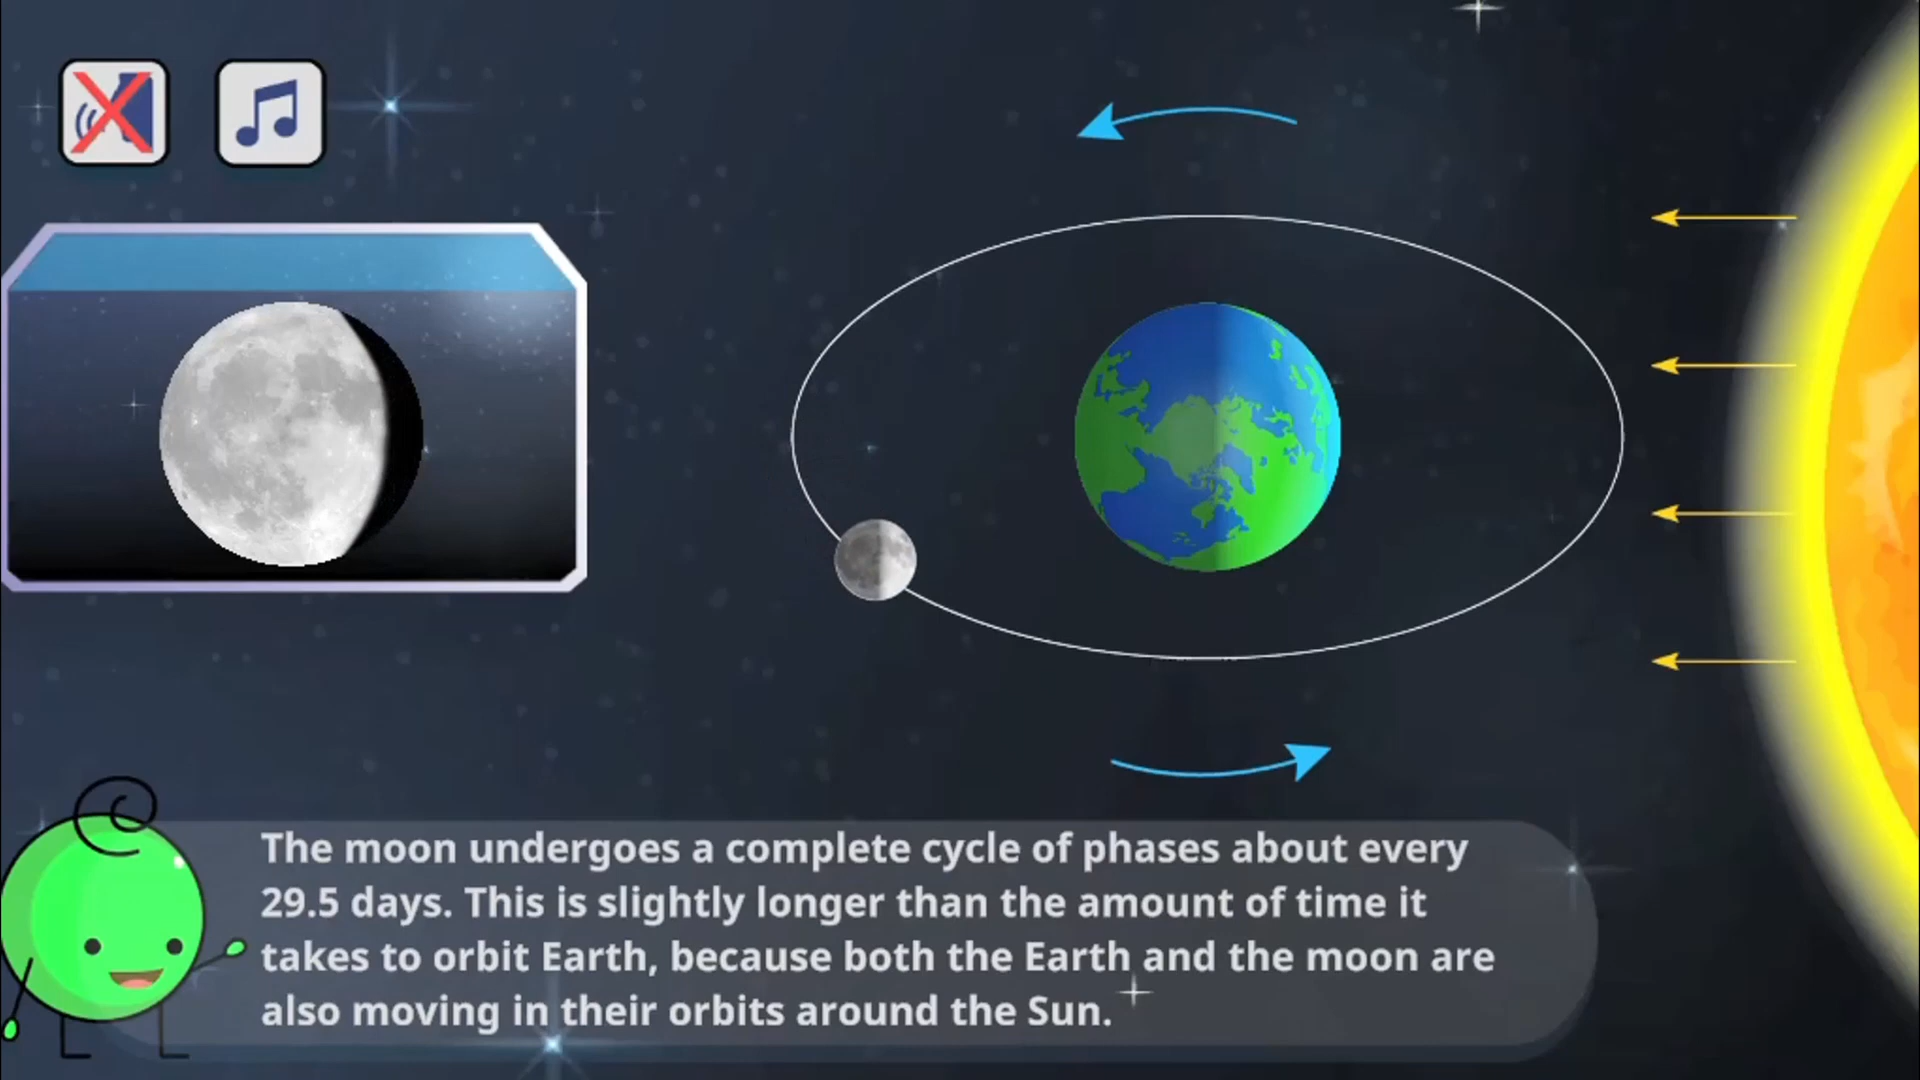 The moon undergoes a complete cycle of phases about every
29.5 days. This is slightly longer than the amount of time it
takes to orbit Earth, because both the Earth and the moon are
also moving in their orbits around the Sun.